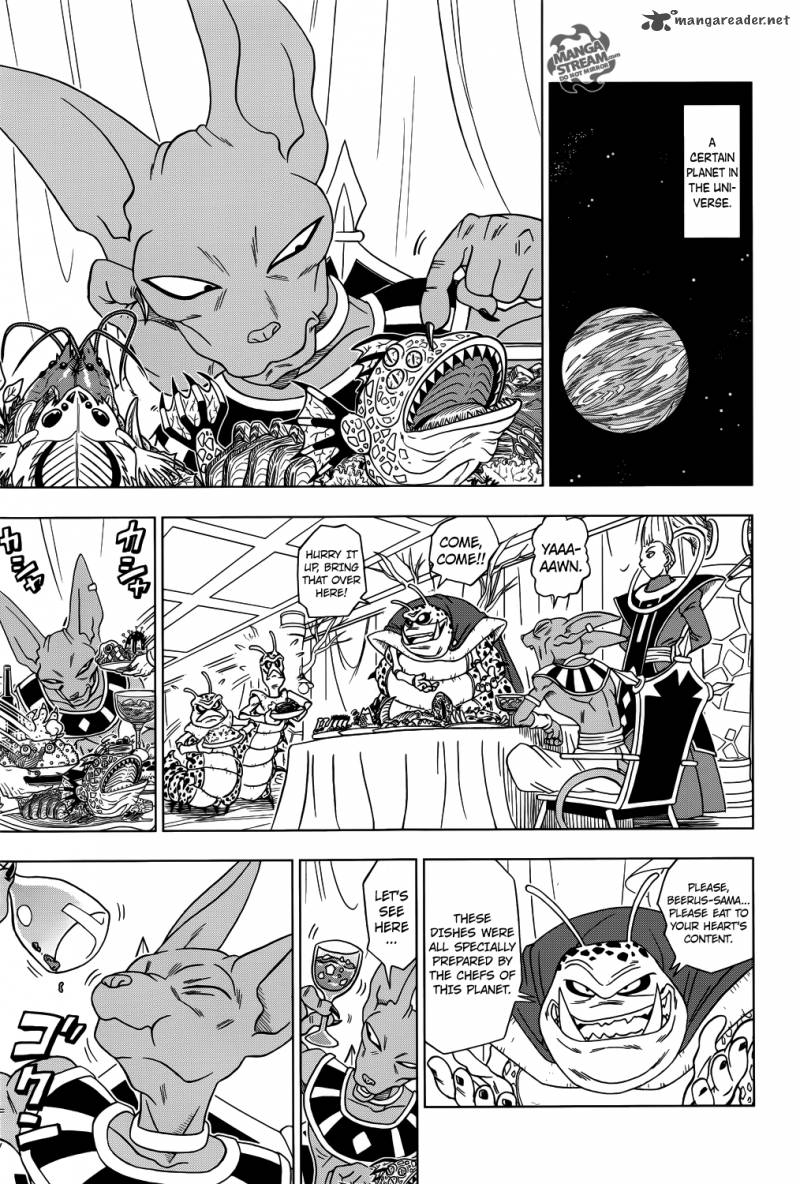 mangareader.net
MANGA
STREAM.com
DO NOT MIRROR
A
CERTAIN
PLANET IN
THE UNI-
VERSE.
YAAA-
AAWN.
COME,
COME!!
HURRY IT
UP, BRING
THAT OVER
HERE!
カシャ
カシャ
PLEASE,
BEERUS-SAMA...
PLEASE EAT TO
YOUR HEART'S
CONTENT.
THESE
DISHES WERE
ALL SPECIALLY
PREPARED BY
THE CHEFS OF
THIS PLANET.
LET'S
SEE
HERE
...
ゴクン